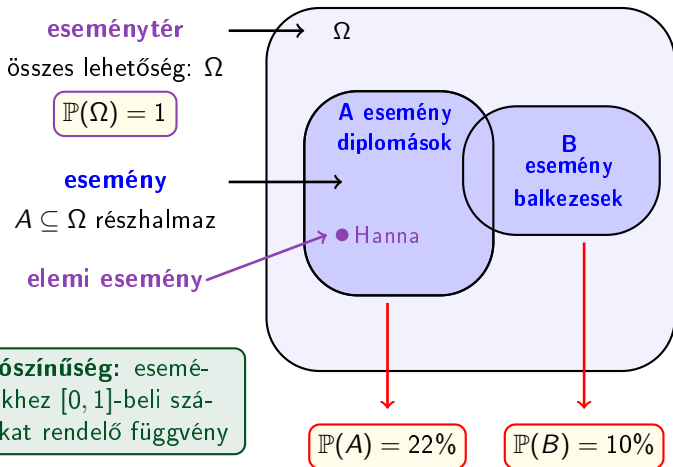 eseménytér
összes lehetőség: Ω
ℙ(Ω) = 1
esemény
A ⊆ Ω részhalmaz
elemi esemény
Ω
A esemény
diplomások
B
esemény
balkezesek
Hanna
ószínűség: esemé-
khez [0, 1]-beli szá-
kat rendelő függvény
ℙ(A) = 22%
ℙ(B) = 10%